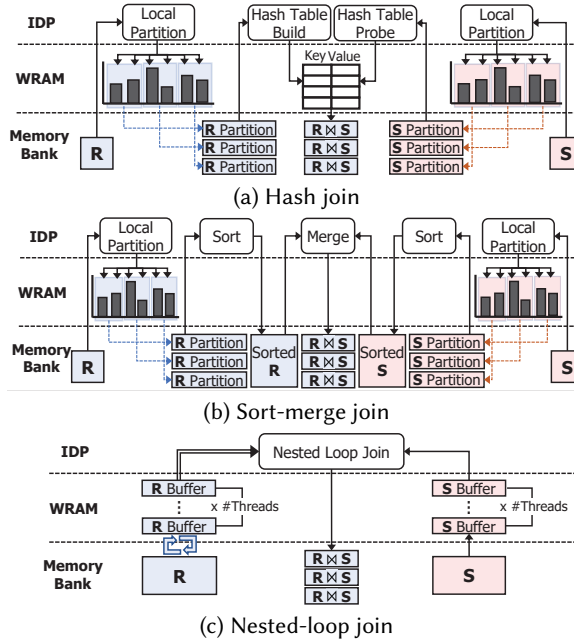 IDP
Local
Partition
Hash Table
Build
Hash Table
Probe
Local
Partition
WRAM
Key Value
Memory
Bank
R
R Partition
R Partition
R Partition
R ⋈ S
R ⋈ S
R ⋈ S
S Partition
S Partition
S Partition
S
(a) Hash join
IDP
Local
Partition
Sort
Merge
Sort
Local
Partition
WRAM
Memory
Bank
R
R Partition
R Partition
R Partition
Sorted
R
R ⋈ S
R ⋈ S
R ⋈ S
Sorted
S
S Partition
S Partition
S Partition
S
(b) Sort-merge join
IDP
Nested Loop Join
WRAM
R Buffer
⋮
R Buffer
x #Threads
S Buffer
⋮
S Buffer
x #Threads
Memory
Bank
R
R ⋈ S
R ⋈ S
R ⋈ S
S
(c) Nested-loop join